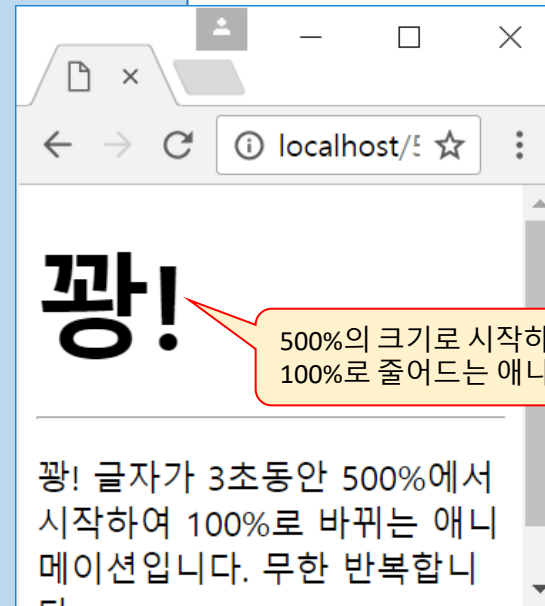 localhost/5
꽝!
500%의 크기로 시작하
100%로 줄어드는 애니
꽝! 글자가 3초동안 500%에서
시작하여 100%로 바뀌는 애니
메이션입니다. 무한 반복합니